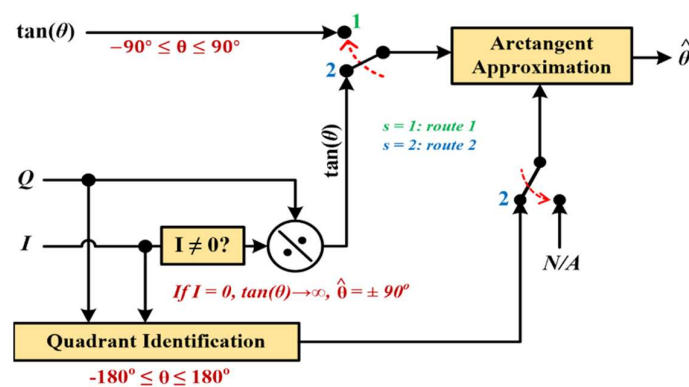 tan(θ)
−90° ≤ θ ≤ 90°
1
2
Arctangent
Approximation
θ̂
s = 1: route 1
s = 2: route 2
tan(θ)
Q
I
I ≠ 0?
2
N/A
If I = 0, tan(θ)→∞, θ̂ = ± 90°
Quadrant Identification
-180° ≤ θ ≤ 180°